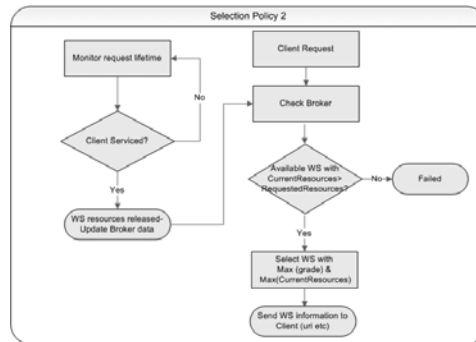 Selection Policy 2
Monitor request lifetime
No
Client Serviced?
Yes
WS resources released-
Update Broker data
Client Request
Check Broker
Available WS with
CurrentResources>
RequestedResources?
No
Failed
Yes
Select WS with
Max (grade) &
Max(CurrentResources)
Send WS information to
Client (uri etc)